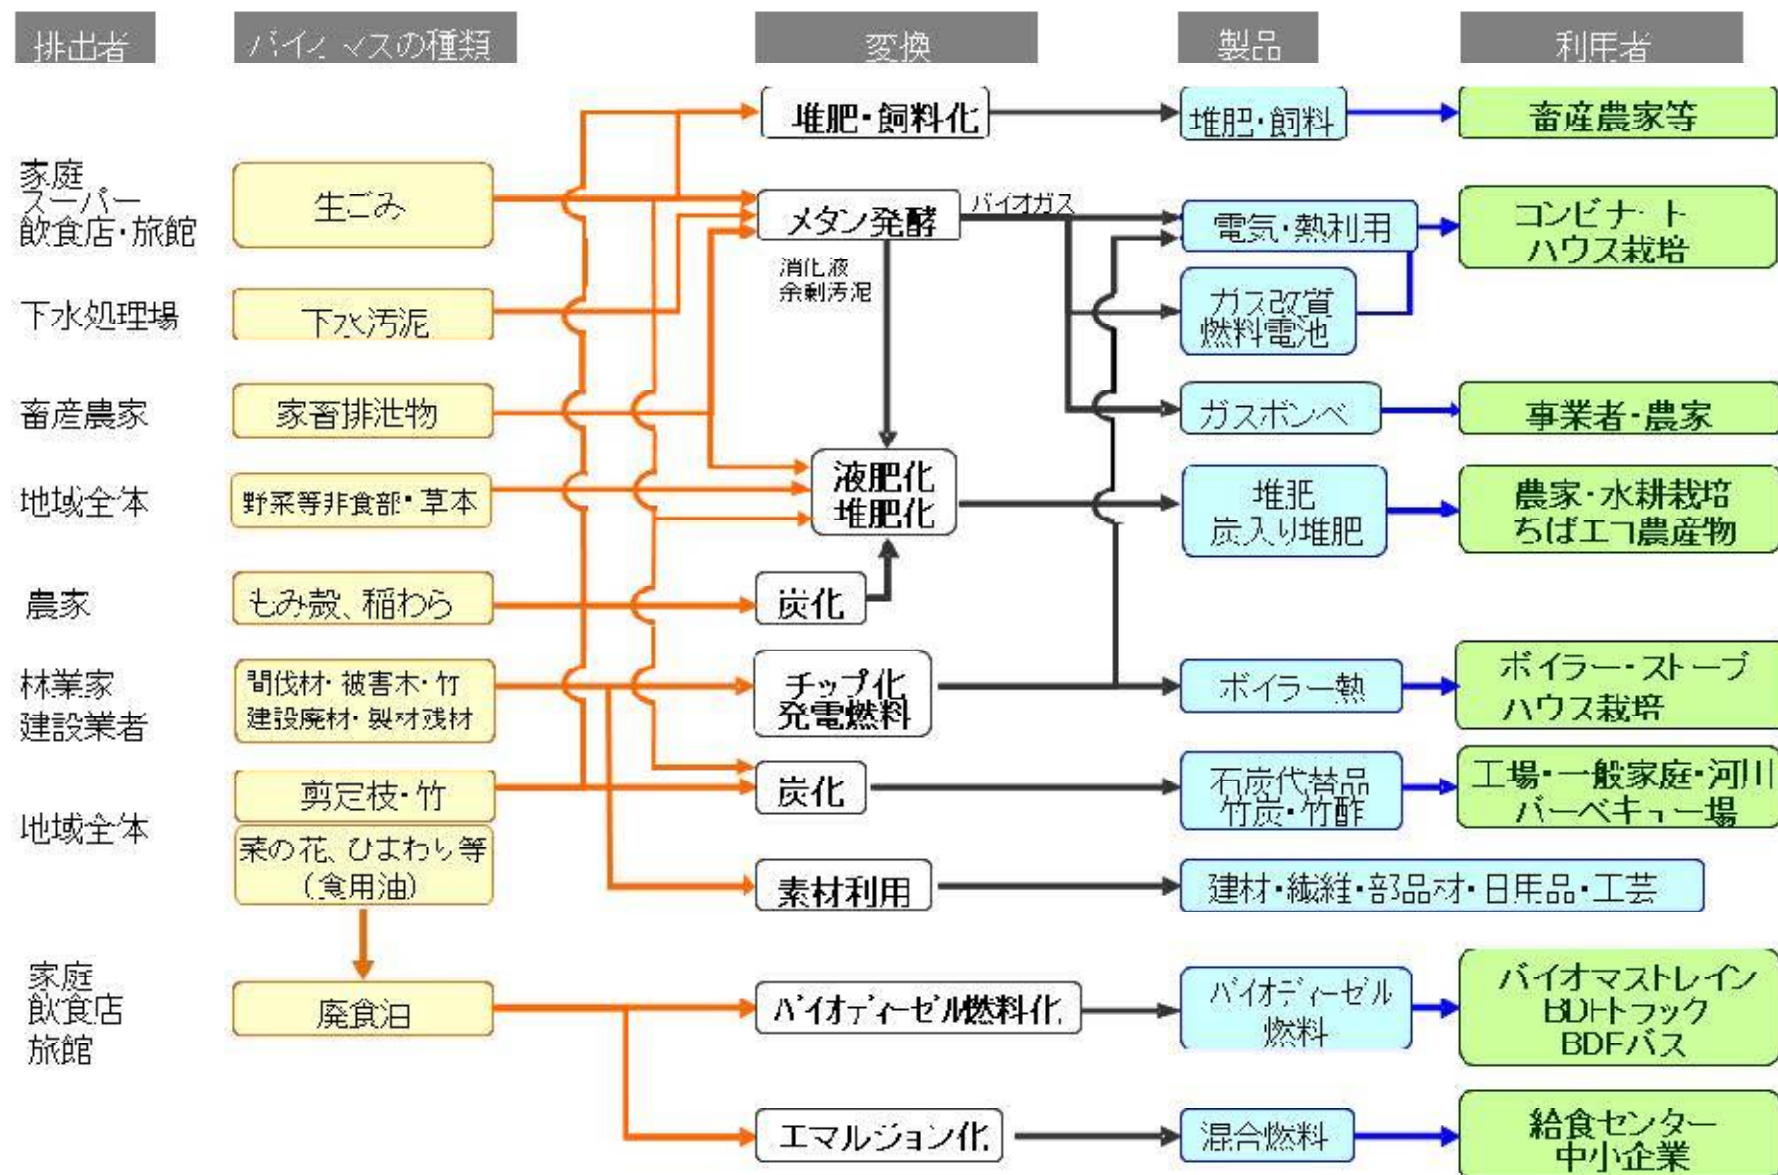 排出者
バイオマスの種類
変換
製品
利用者
家庭
スーパー
飲食店・旅館
下水処理場
畜産農家
地域全体
農家
林業家
建設業者
地域全体
家庭
飲食店
旅館
生ごみ
下水汚泥
家畜排泄物
野菜等非食部・草本
もみ殻、稲わら
間伐材・被害木・竹
建設廃材・製材残材
剪定枝・竹
菜の花、ひまわり等
(食用油)
廃食油
堆肥・飼料化
メタン発酵
バイオガス
消化液
余剰汚泥
液肥化
堆肥化
炭化
チップ化
発電燃料
炭化
素材利用
バイオディーゼル燃料化
エマルジョン化
堆肥・飼料
電気・熱利用
ガス改質
燃料電池
ガスボンベ
堆肥
炭入り堆肥
ボイラー熱
石炭代替品
竹炭・竹酢
建材・繊維・部品材・日用品・工芸
バイオディーゼル
燃料
混合燃料
畜産農家等
コンビナート
ハウス栽培
事業者・農家
農家・水耕栽培
ちばエコ農産物
ボイラー・ストーブ
ハウス栽培
工場・一般家庭・河川
バーベキュー場
バイオマストレイン
BDFトラック
BDFバス
給食センター
中小企業